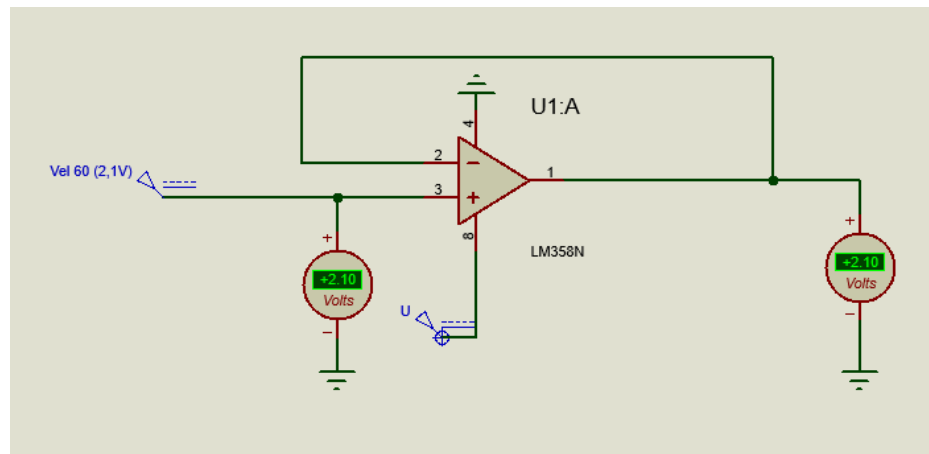 U1:A
4
2
Vel 60 (2,1V)
1
3
+
+
8
LM358N
+2.10
Volts
+2.10
Volts
U